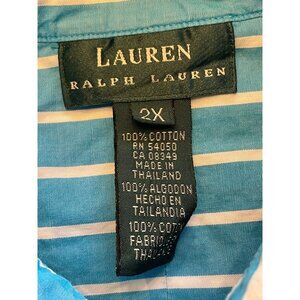 LAUREN
RALPH LAUREN
2X
100% COTTON
RN 54050
CA 08349
MADE IN
THAILAND
100% ALGODON
HECHO EN
TAILANDIA
100%